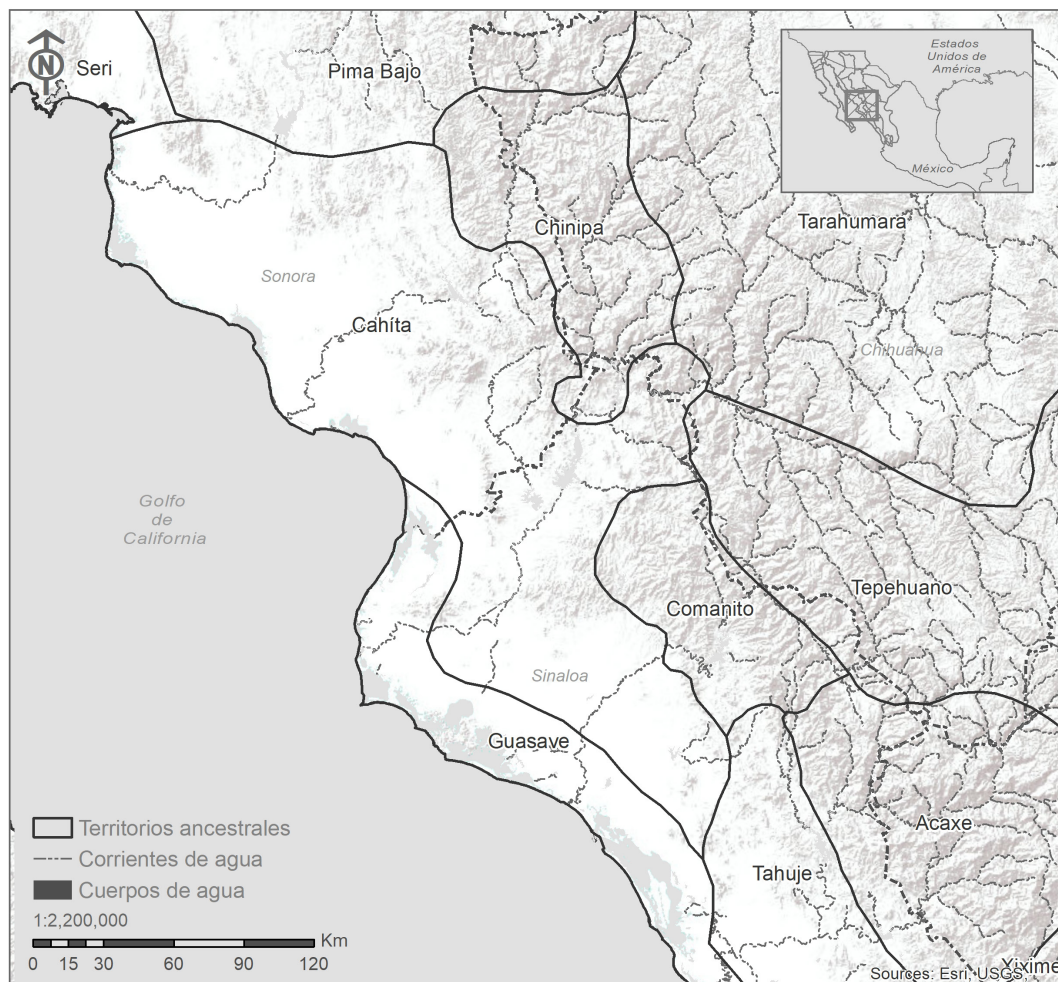 N
Seri
Pima Bajo
Estados
Unidos de
América
México
Chinipa
Tarahumara
Sonora
Cahíta
Chihuahua
Golfo
de
California
Tepehuano
Comanito
Sinaloa
Guasave
Acaxe
Tahuje
Territorios ancestrales
Corrientes de agua
Cuerpos de agua
1:2,200,000
Km
0 15 30 60 90 120
Xixime
Sources: Esri, USGS,